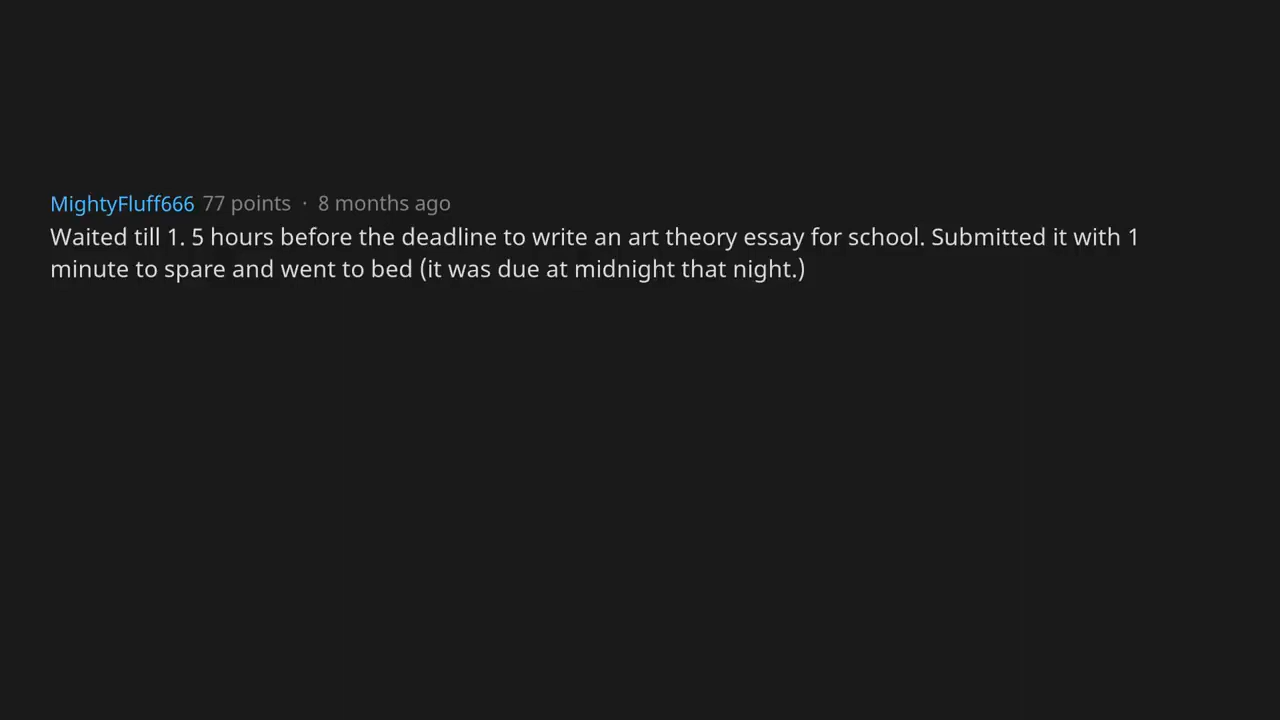 MightyFluff666 77 points · 8 months ago
Waited till 1. 5 hours before the deadline to write an art theory essay for school. Submitted it with 1
minute to spare and went to bed (it was due at midnight that night.)